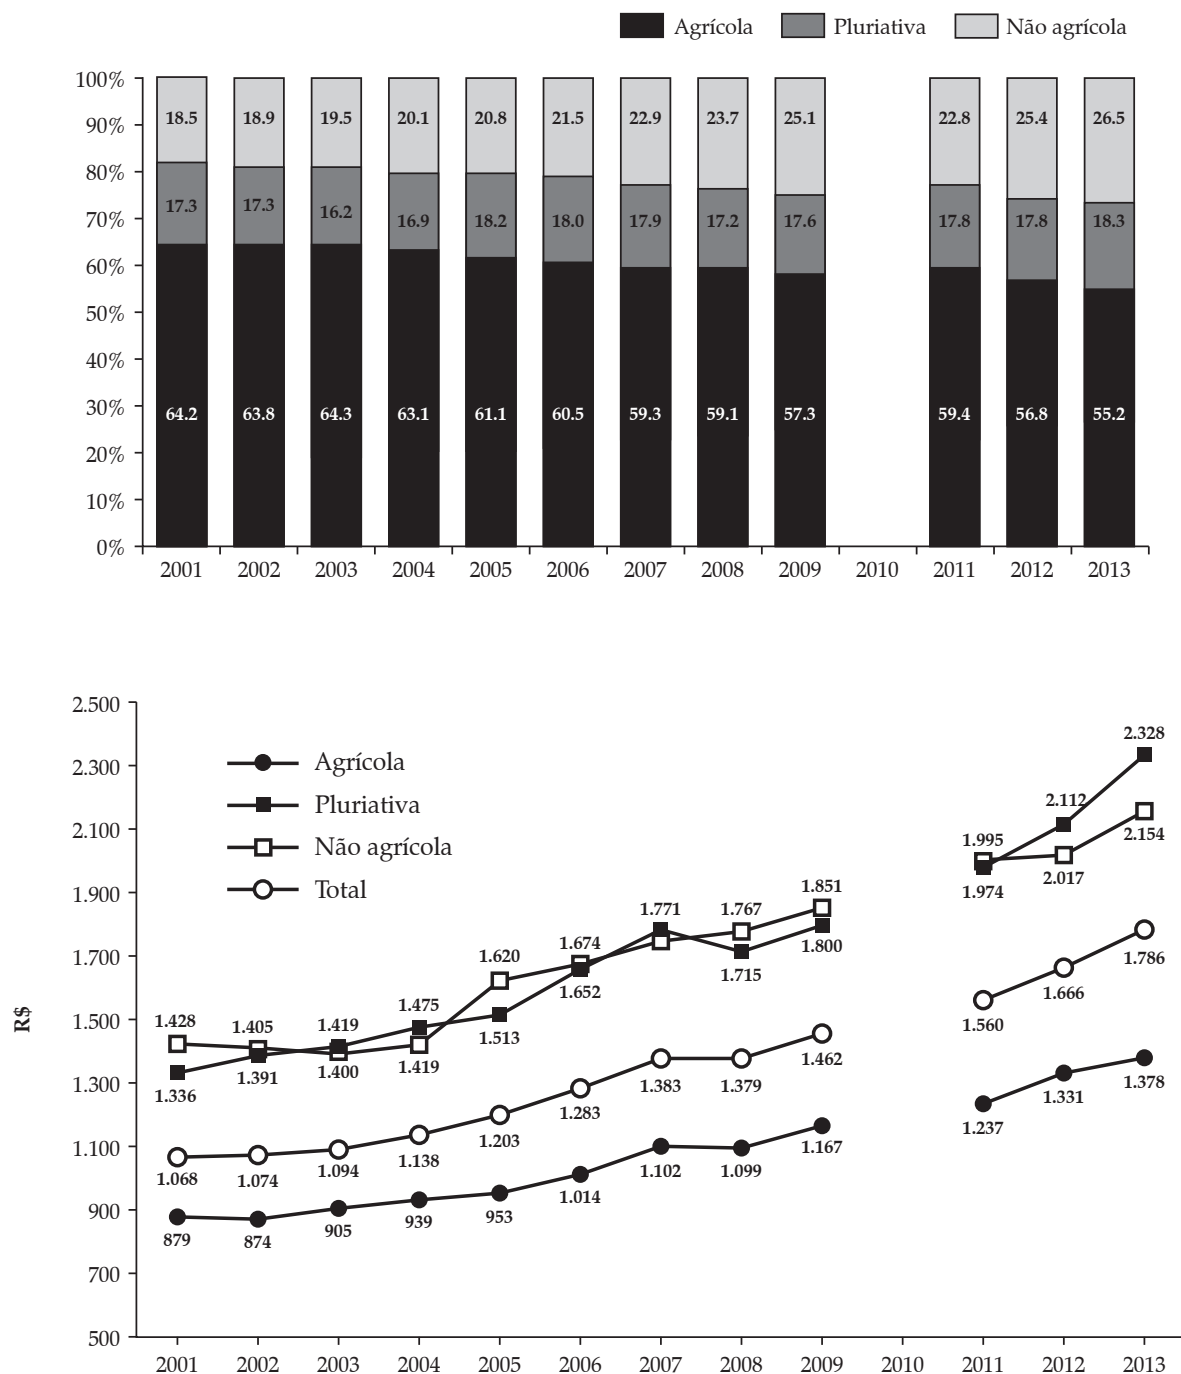 Agrícola Pluriativa Não agrícola
100%
90%
80%
70%
60%
50%
40%
30%
20%
10%
0%
18.5 18.9 19.5 20.1 20.8 21.5 22.9 23.7 25.1 22.8 25.4 26.5
17.3 17.3 16.2 16.9 18.2 18.0 17.9 17.2 17.6 17.8 17.8 18.3
64.2 63.8 64.3 63.1 61.1 60.5 59.3 59.1 57.3 59.4 56.8 55.2
2001 2002 2003 2004 2005 2006 2007 2008 2009 2010 2011 2012 2013
R$
2.500
2.300
2.100
1.900
1.700
1.500
1.300
1.100
900
700
500
Agrícola
Pluriativa
Não agrícola
Total
1.428 1.405 1.419 1.475 1.620 1.674 1.771 1.767 1.851 1.995 2.112 2.328
1.336 1.391 1.400 1.419 1.513 1.652 1.715 1.800 1.974 2.017 2.154
1.068 1.074 1.094 1.138 1.203 1.283 1.383 1.379 1.462 1.560 1.666 1.786
879 874 905 939 953 1.014 1.102 1.099 1.167 1.237 1.331 1.378
2001 2002 2003 2004 2005 2006 2007 2008 2009 2010 2011 2012 2013